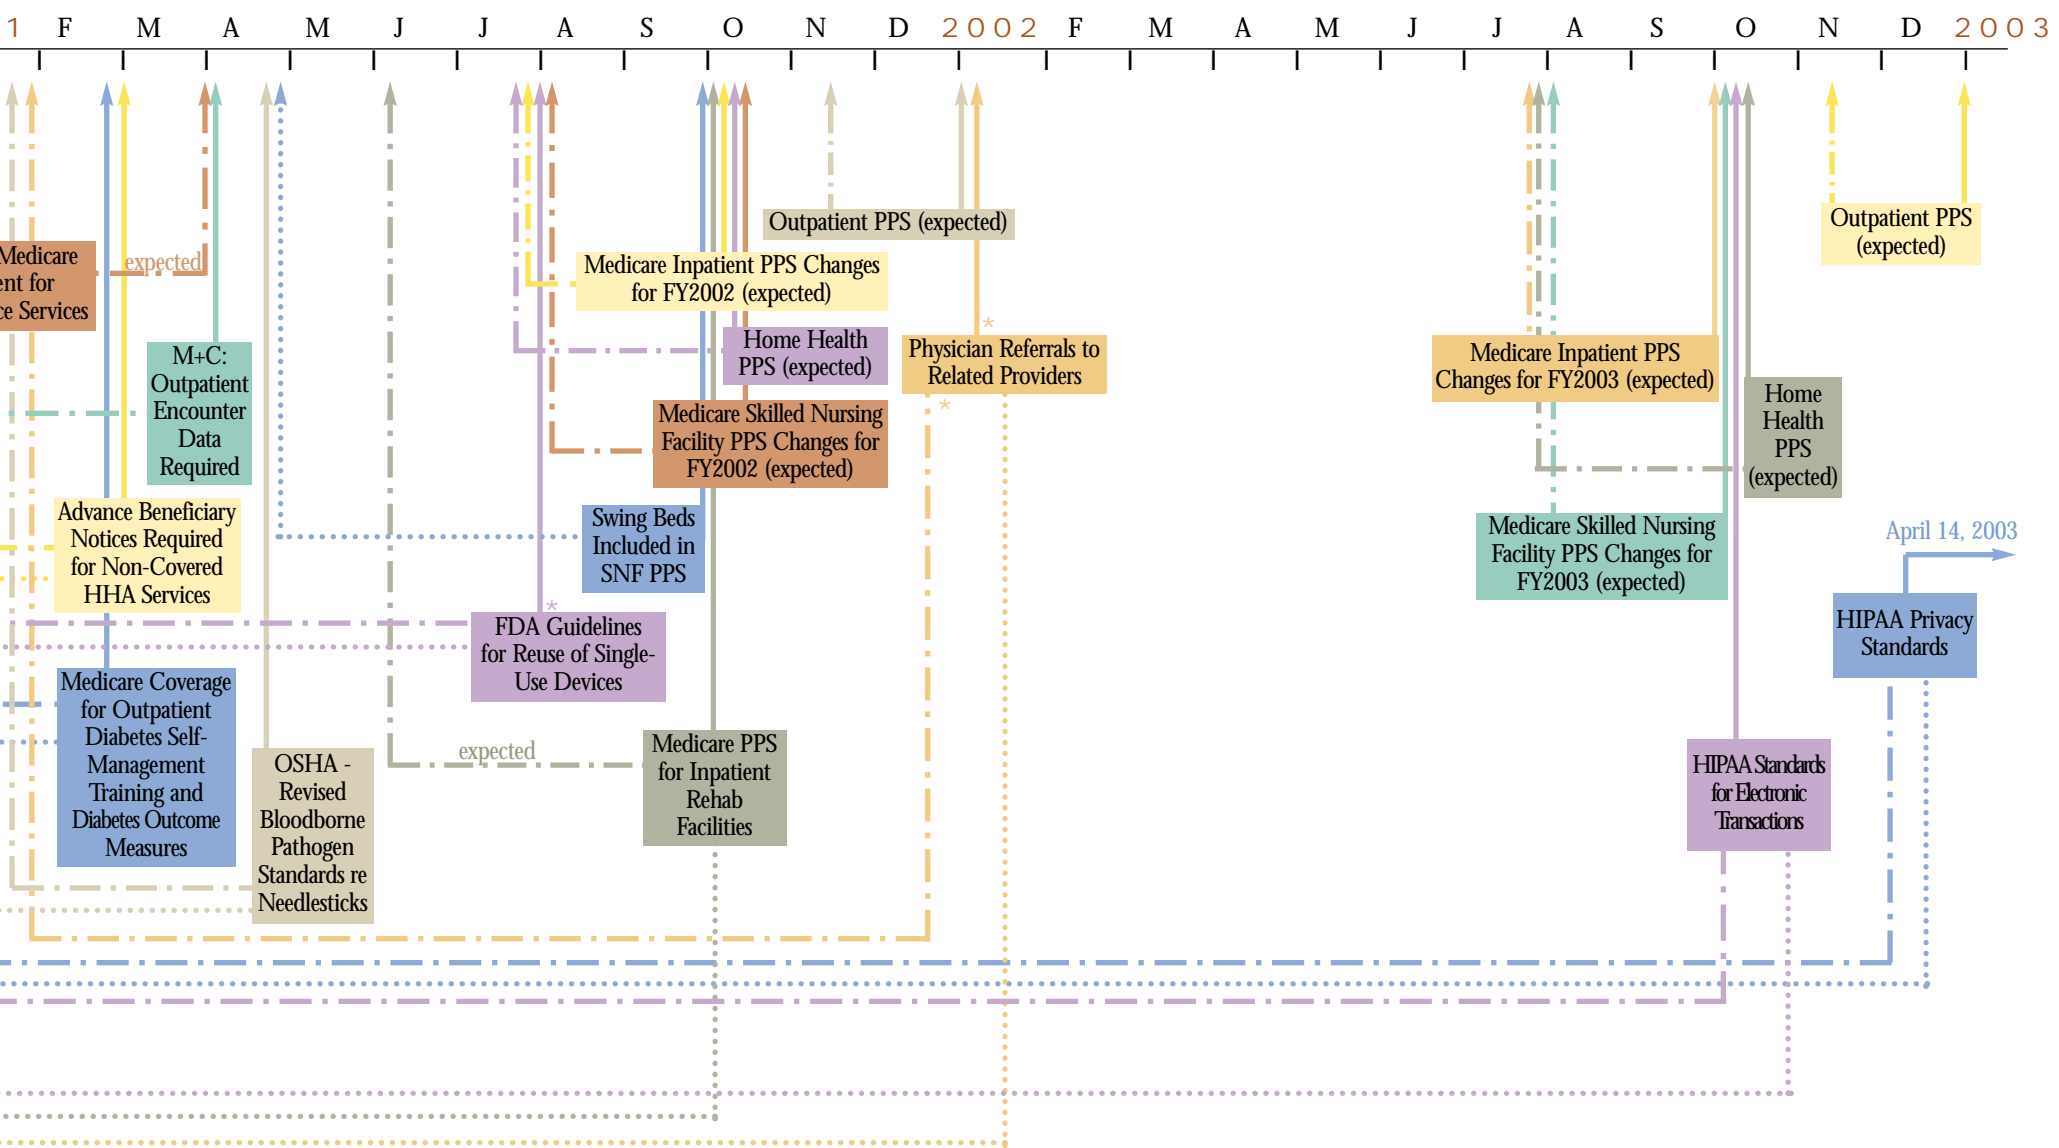 1 F M A M J J A S O N D 2002 F M A M J J A S O N D 2003
Outpatient PPS (expected)
Outpatient PPS
(expected)
Medicare
ent for
ce Services
expected
Medicare Inpatient PPS Changes
for FY2002 (expected)
Home Health
PPS (expected)
*
Physician Referrals to
Related Providers
*
Medicare Inpatient PPS
Changes for FY2003 (expected)
M+C:
Outpatient
Encounter
Data
Required
Medicare Skilled Nursing
Facility PPS Changes for
FY2002 (expected)
Home
Health
PPS
(expected)
Advance Beneficiary
Notices Required
for Non-Covered
HHA Services
Swing Beds
Included in
SNF PPS
Medicare Skilled Nursing
Facility PPS Changes for
FY2003 (expected)
April 14, 2003
HIPAA Privacy
Standards
*
FDA Guidelines
for Reuse of Single-
Use Devices
Medicare Coverage
for Outpatient
Diabetes Self-
Management
Training and
Diabetes Outcome
Measures
OSHA -
Revised
Bloodborne
Pathogen
Standards re
Needlesticks
expected
Medicare PPS
for Inpatient
Rehab
Facilities
HIPAA Standards
for Electronic
Transactions